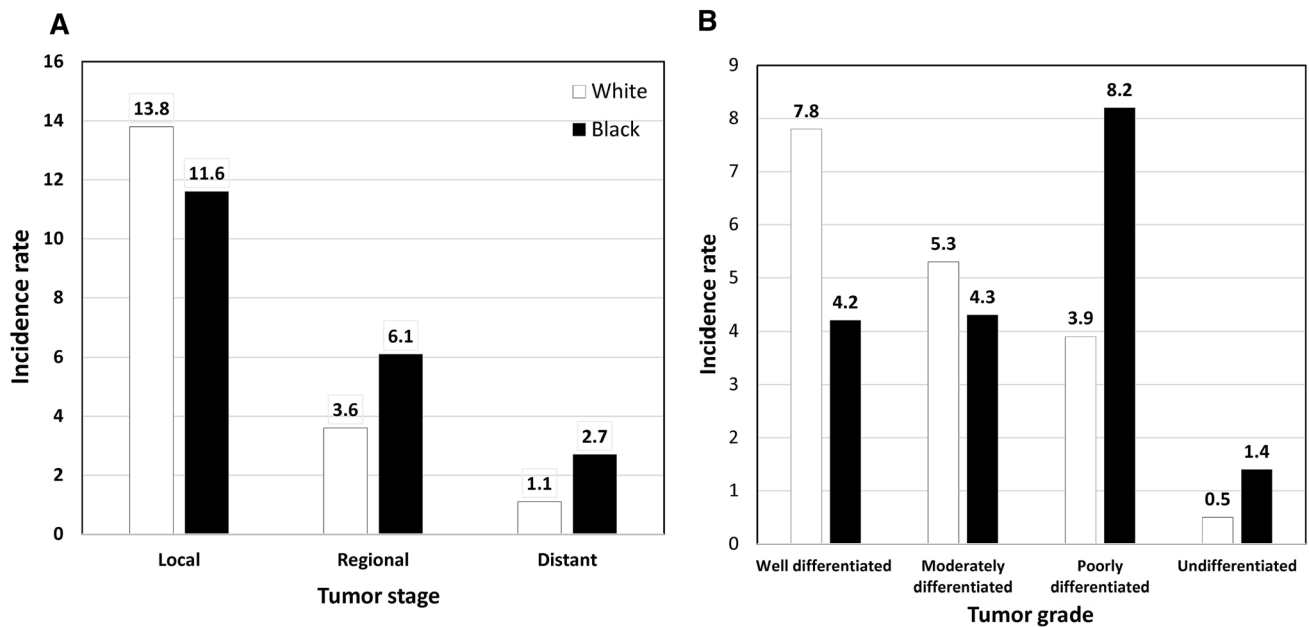 A
16
14
12
10
8
6
4
2
0
Incidence rate
13.8
11.6
3.6
6.1
1.1
2.7
White
Black
Local
Regional
Distant
Tumor stage
B
9
8
7
6
5
4
3
2
1
0
Incidence rate
7.8
4.2
5.3
4.3
3.9
8.2
0.5
1.4
Well differentiated
Moderately
differentiated
Poorly
differentiated
Undifferentiated
Tumor grade